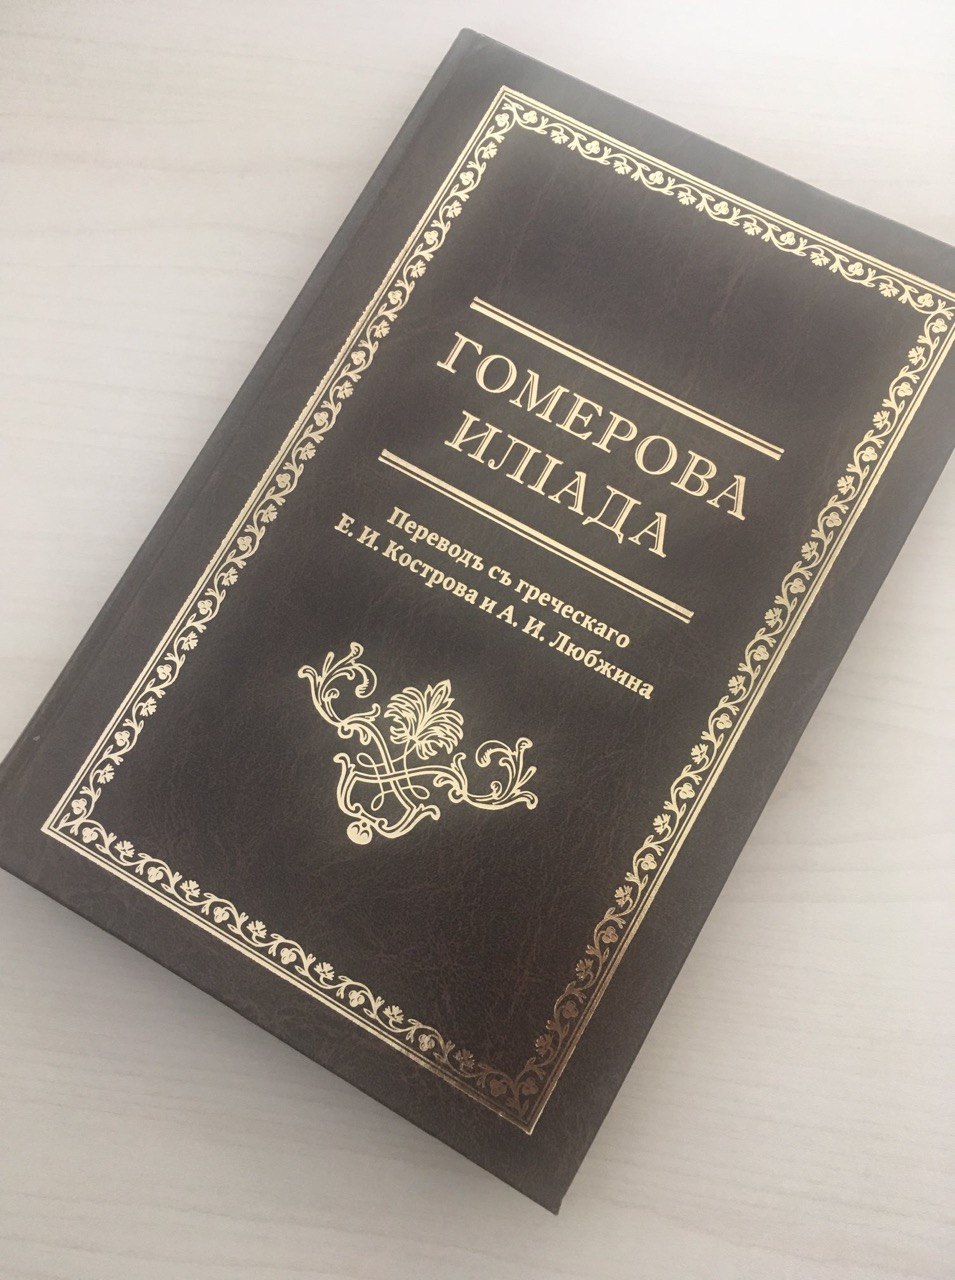 ГОМЕРОВА
ИЛІАДА
Переводъ съ греческаго
Е. И. Кострова и А. И. Любжина